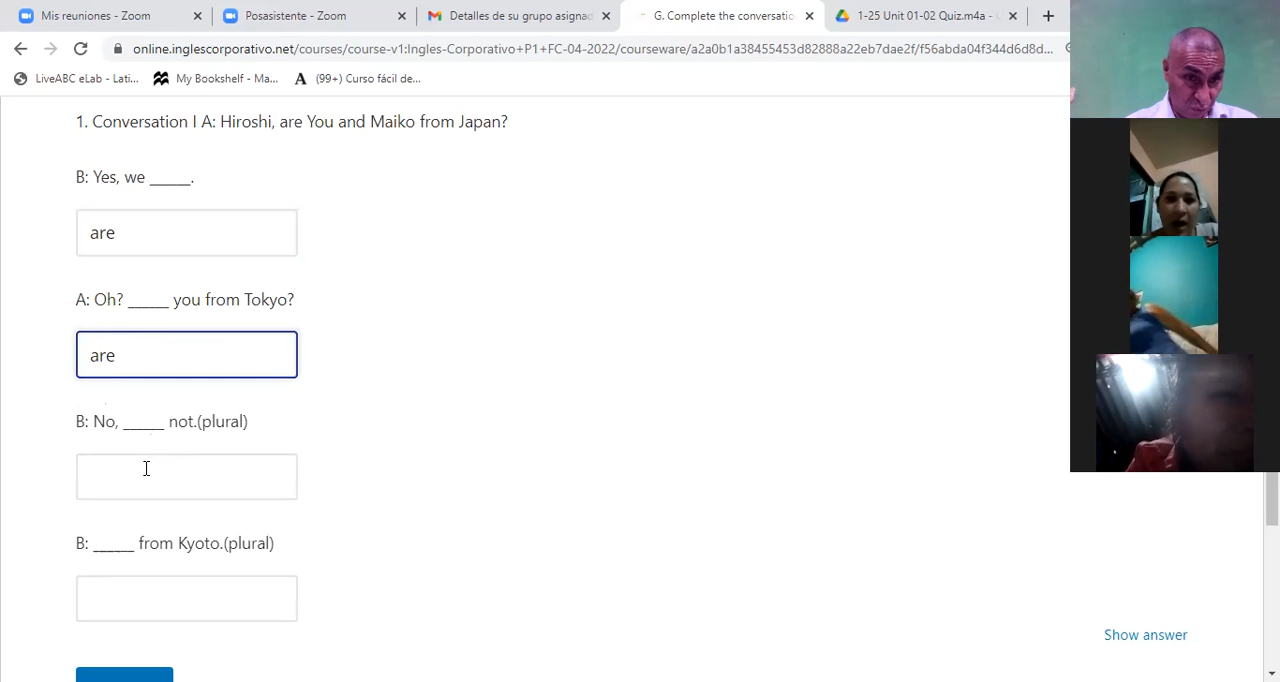 Mis reuniones - Zoom
Posasistente - Zoom
Detalles de su grupo asignad
G. Complete the conversatio
1-25 Unit 01-02 Quiz.m4a -
online.inglescorporativo.net/courses/course-v1:Ingles-Corporativo+P1+FC-04-2022/courseware/a2a0b1a38455453d82888a22eb7dae2f/f56abda04f344d6d8d...
LiveABC eLab - Lati...
My Bookshelf - Ma...
(99+) Curso fácil de...
1. Conversation I A: Hiroshi, are You and Maiko from Japan?
B: Yes, we _____.
are
A: Oh? _____ you from Tokyo?
are
B: No, _____ not.(plural)
B: _____ from Kyoto.(plural)
Show answer